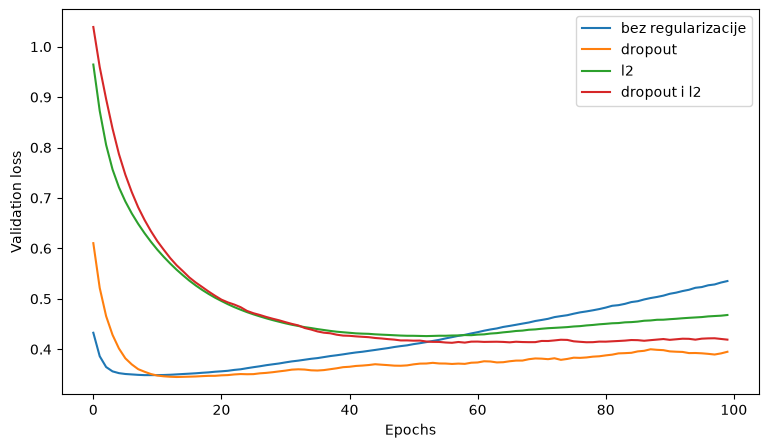 bez regularizacije
dropout
l2
dropout i l2
Validation loss
1.0
0.9
0.8
0.7
0.6
0.5
0.4
0
20
40
60
80
100
Epochs